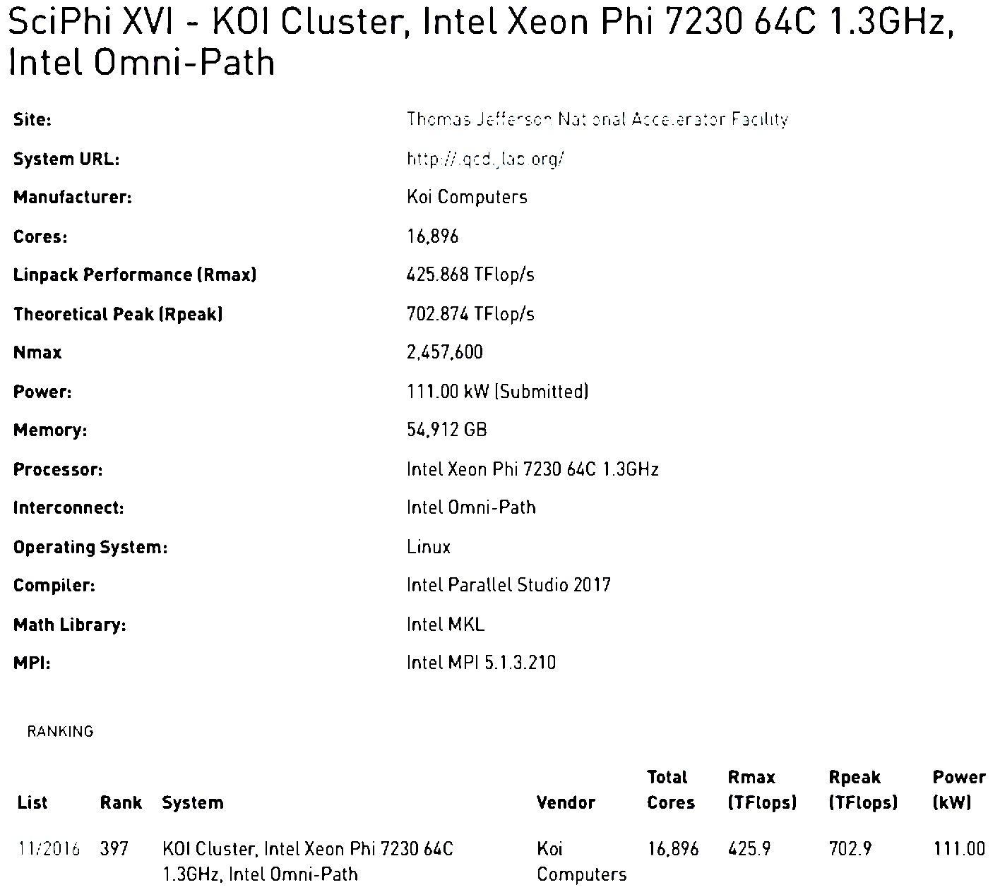 SciPhi XVI - KOI Cluster, Intel Xeon Phi 7230 64C 1.3GHz,
Intel Omni-Path
Site: Thomas Jefferson National Accelerator Facility
System URL: http://.qcd.jlab.org/
Manufacturer: Koi Computers
Cores: 16,896
Linpack Performance (Rmax) 425.868 TFlop/s
Theoretical Peak (Rpeak) 702.874 TFlop/s
Nmax 2,457,600
Power: 111.00 kW (Submitted)
Memory: 54,912 GB
Processor: Intel Xeon Phi 7230 64C 1.3GHz
Interconnect: Intel Omni-Path
Operating System: Linux
Compiler: Intel Parallel Studio 2017
Math Library: Intel MKL
MPI: Intel MPI 5.1.3.210
RANKING
Total Rmax Rpeak Power
List Rank System Vendor Cores (TFlops) (TFlops) (kW)
11/2016 397 KOI Cluster, Intel Xeon Phi 7230 64C Koi 16,896 425.9 702.9 111.00
1.3GHz, Intel Omni-Path Computers